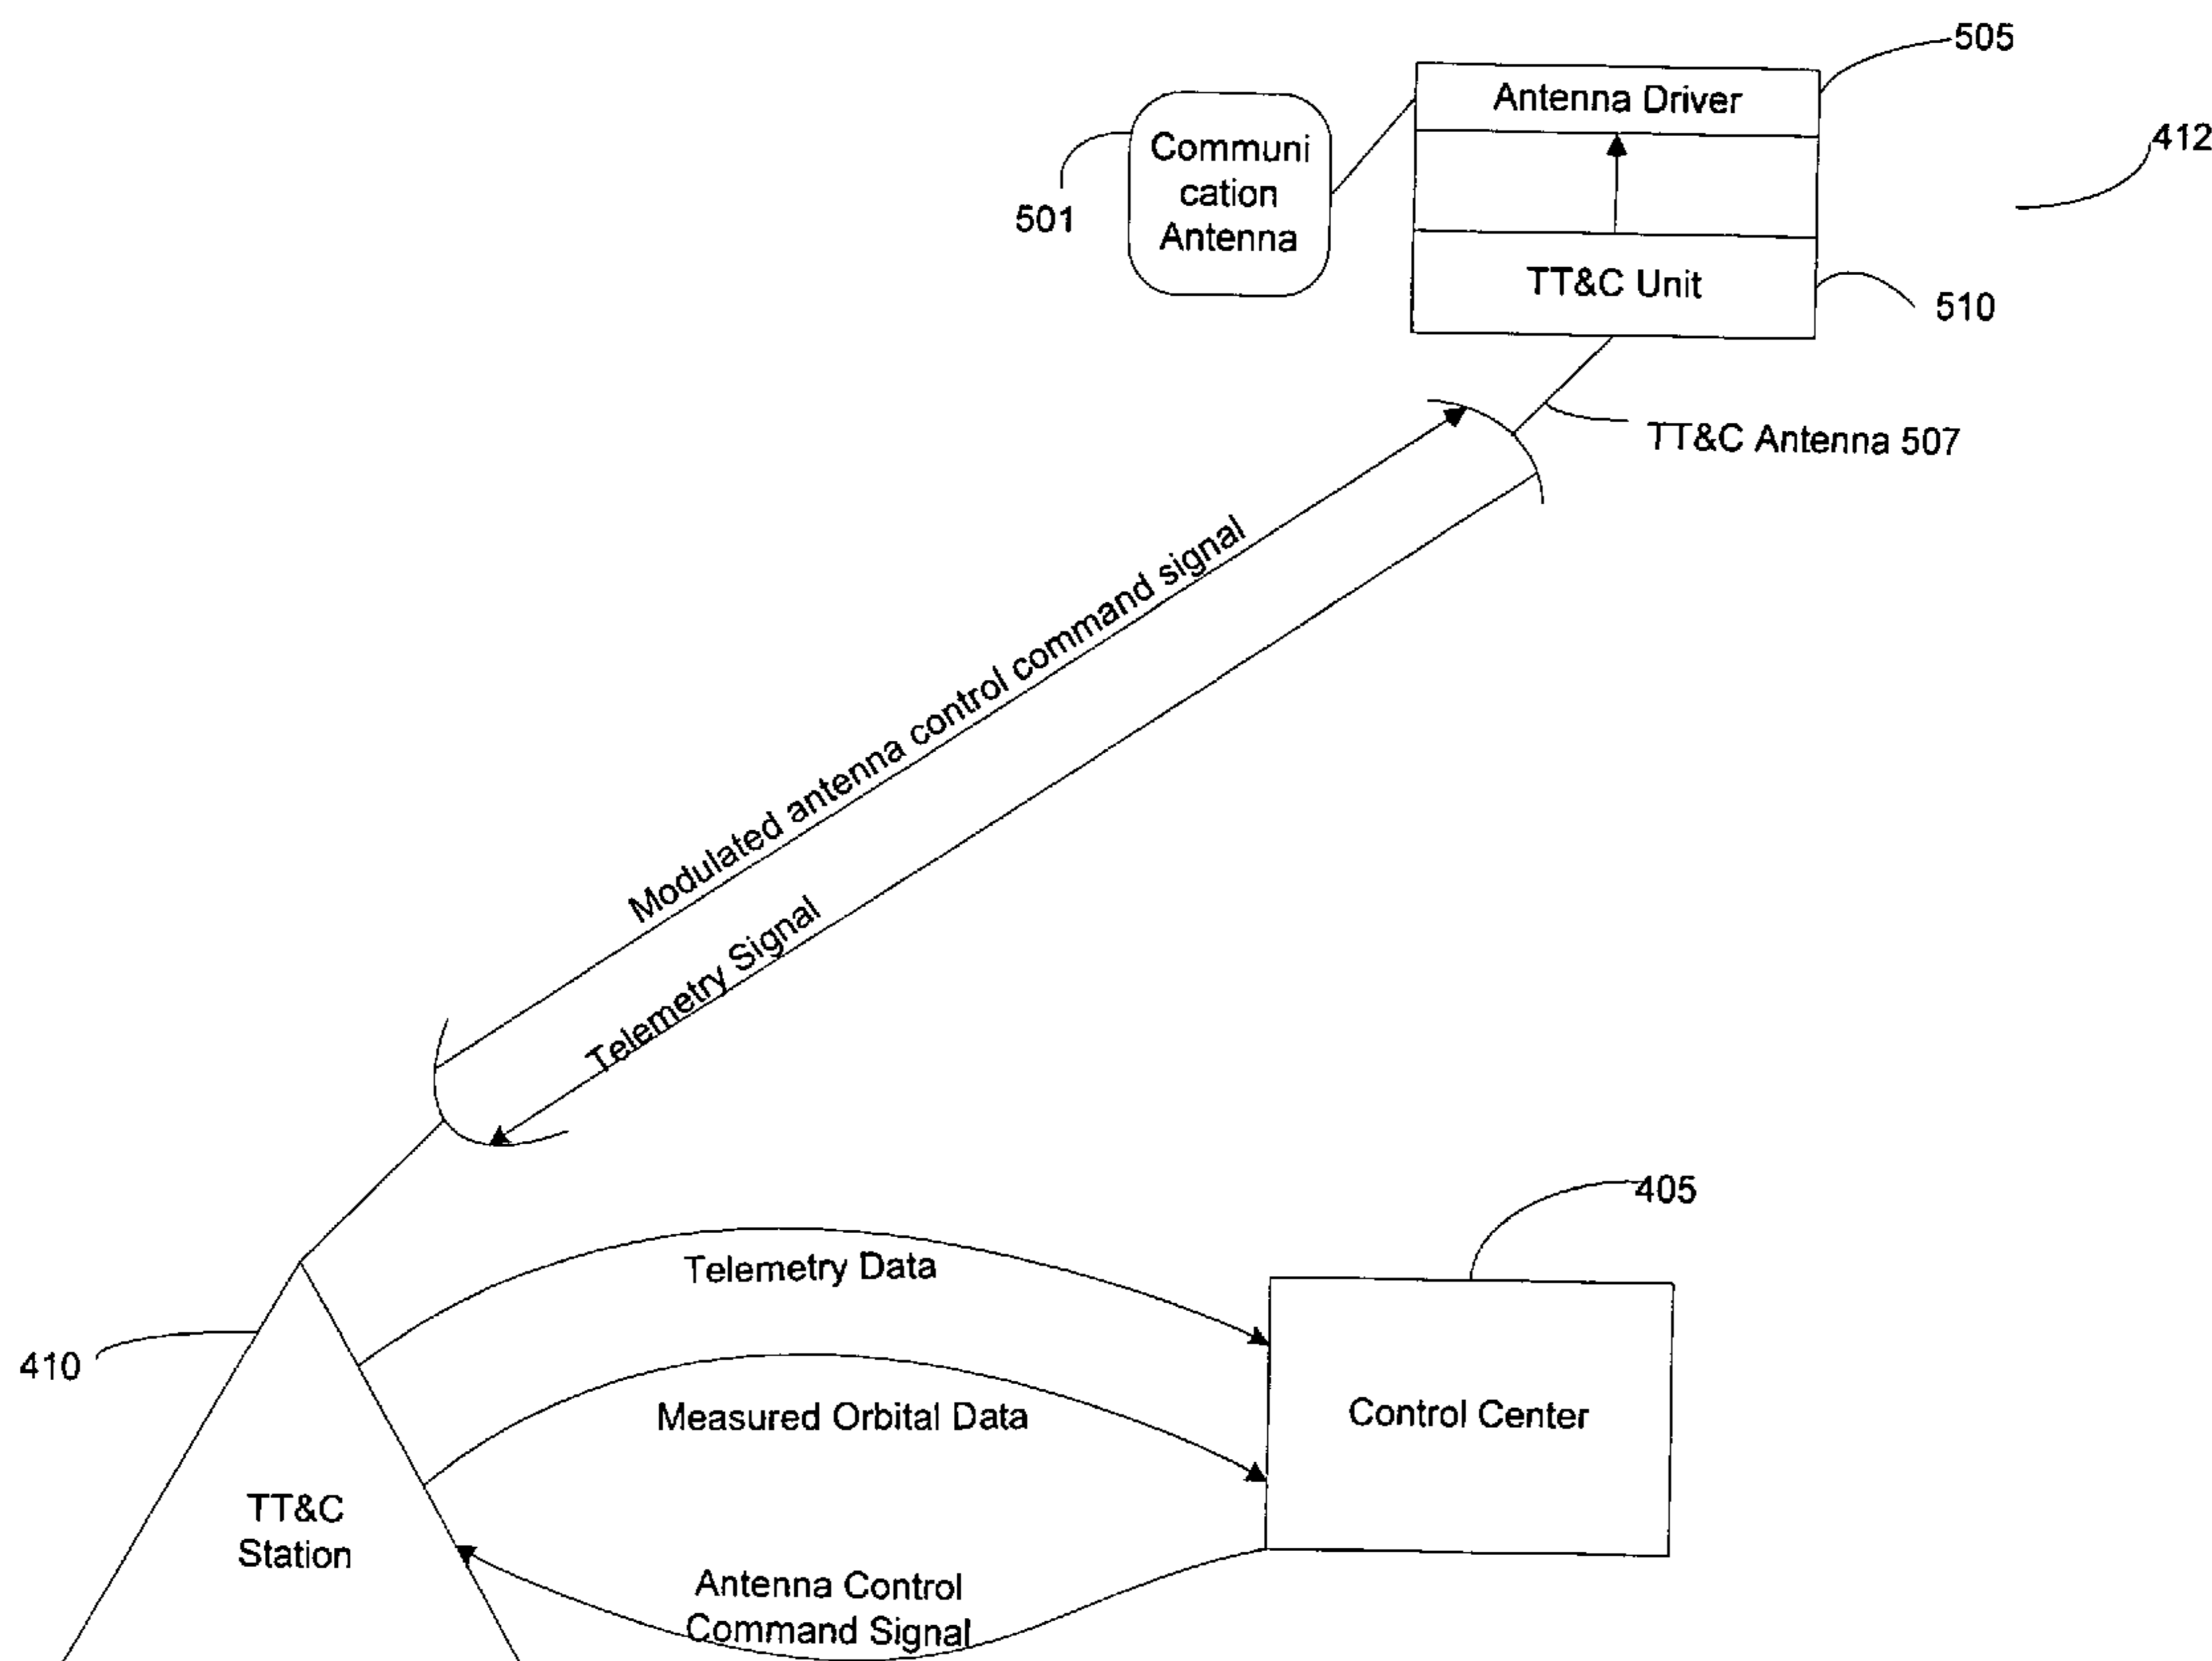 505
Antenna Driver
412
Communi
cation
Antenna
501
TT&C Unit
510
TT&C Antenna 507
Modulated antenna control command signal
Telemetry Signal
405
Telemetry Data
410
Measured Orbital Data
Control Center
TT&C
Station
Antenna Control
Command Signal